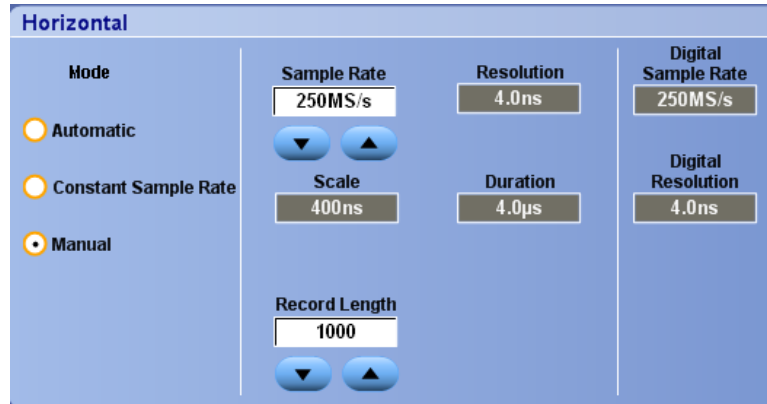 Horizontal
Mode
Automatic
Constant Sample Rate
Manual
Sample Rate
250MS/s
Scale
400ns
Record Length
1000
Resolution
4.0ns
Duration
4.0µs
Digital
Sample Rate
250MS/s
Digital
Resolution
4.0ns